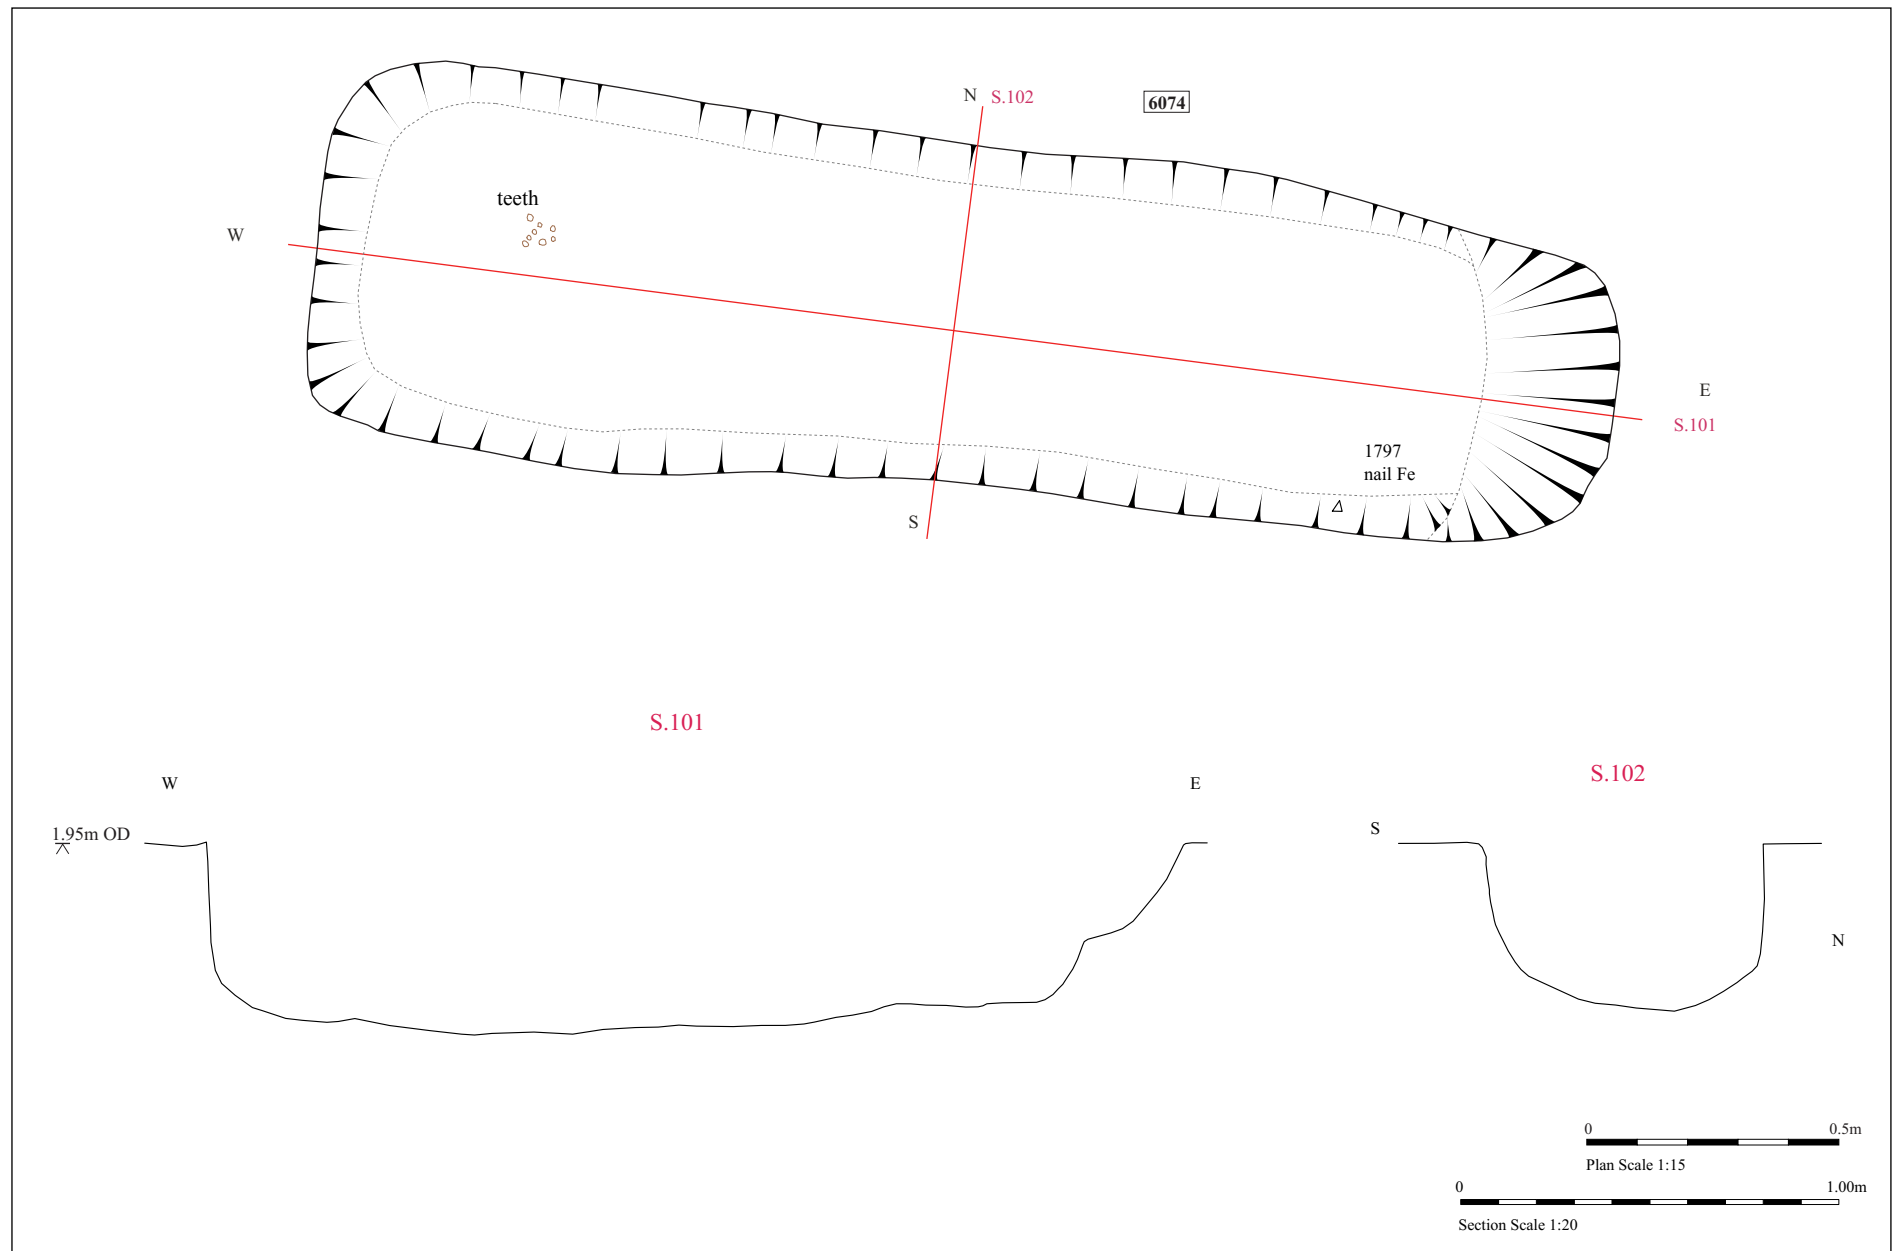 N S.102
6074
teeth
W
E
S.101
1797
nail Fe
S
S.101
S.102
W
E
S
1.95m OD
N
0 0.5m
Plan Scale 1:15
0 1.00m
Section Scale 1:20